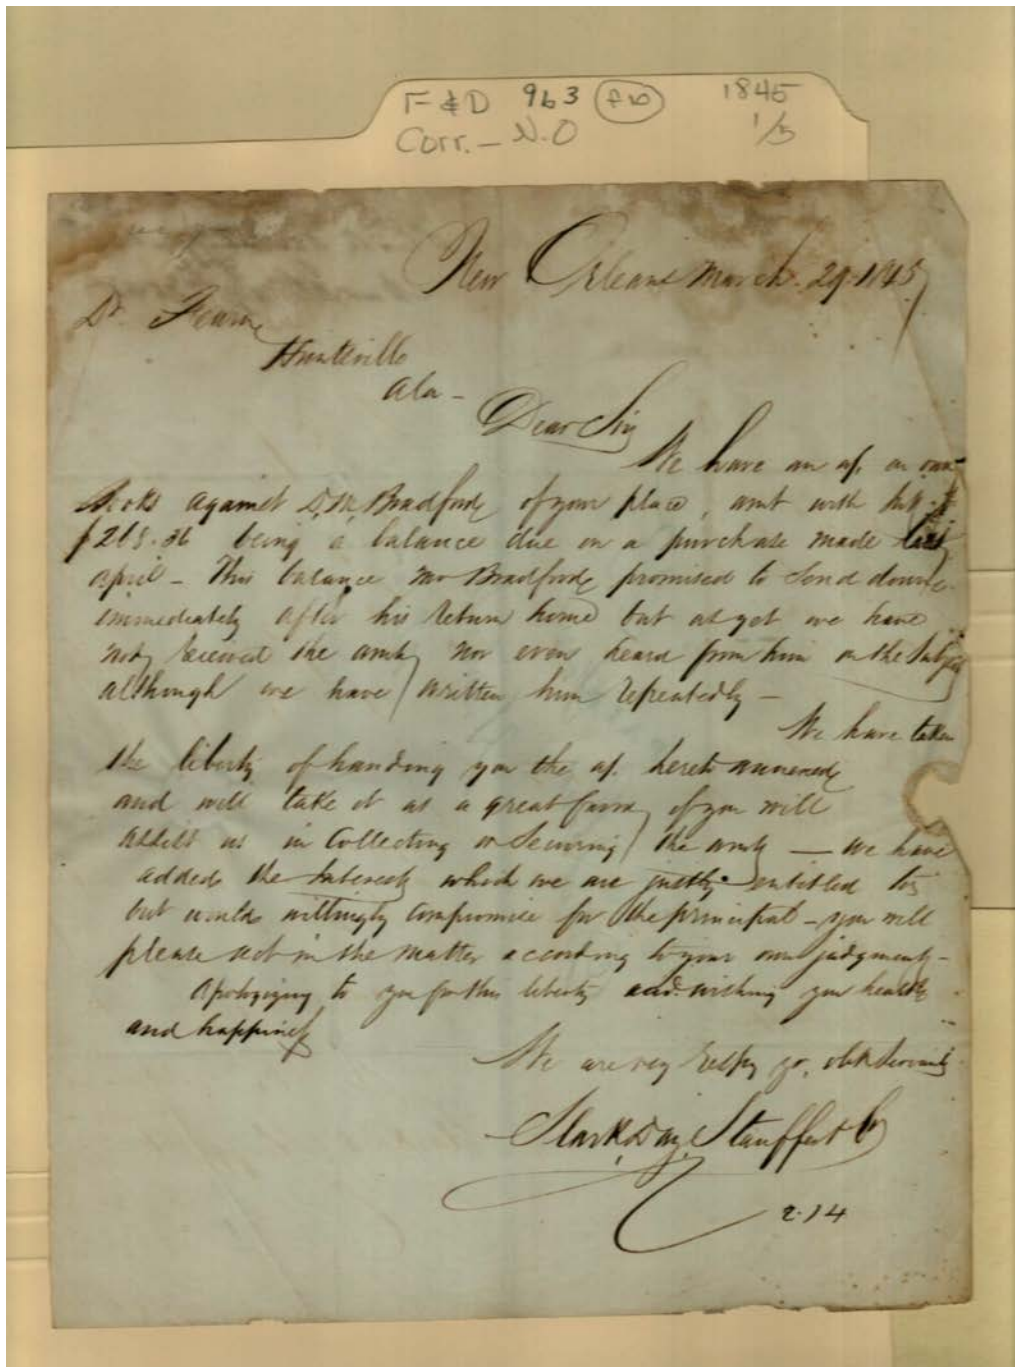 F & D 963 1845
Corr. – N.O 1/5
New Orleans March. 29. 1845
Dr. Fearn
Huntsville
Ala –
Dear Sir
We have an a/c on our
Books against D. M. Bradford of your place, amt with Int.
$268.36 being a balance due on a purchase made last
April – This balance Mr Bradford promised to send down
immediately after his return home but as yet we have
not received the amt nor even heard from him on the Subject
although we have written him repeatedly –
We have taken
the liberty of handing you the a/c hereto annexed
and will take it as a great favor if you will
assist us in Collecting or Securing the amt — we have
added the Interest which we are justly entitled to
but would willingly compromise for the principal – you will
please act in the matter according to your own judgment –
Apologizing to you for this liberty and wishing you health
and happiness
We are very Respy yr. obt Servants
Slark, Day, Stauffer & Co
2.14